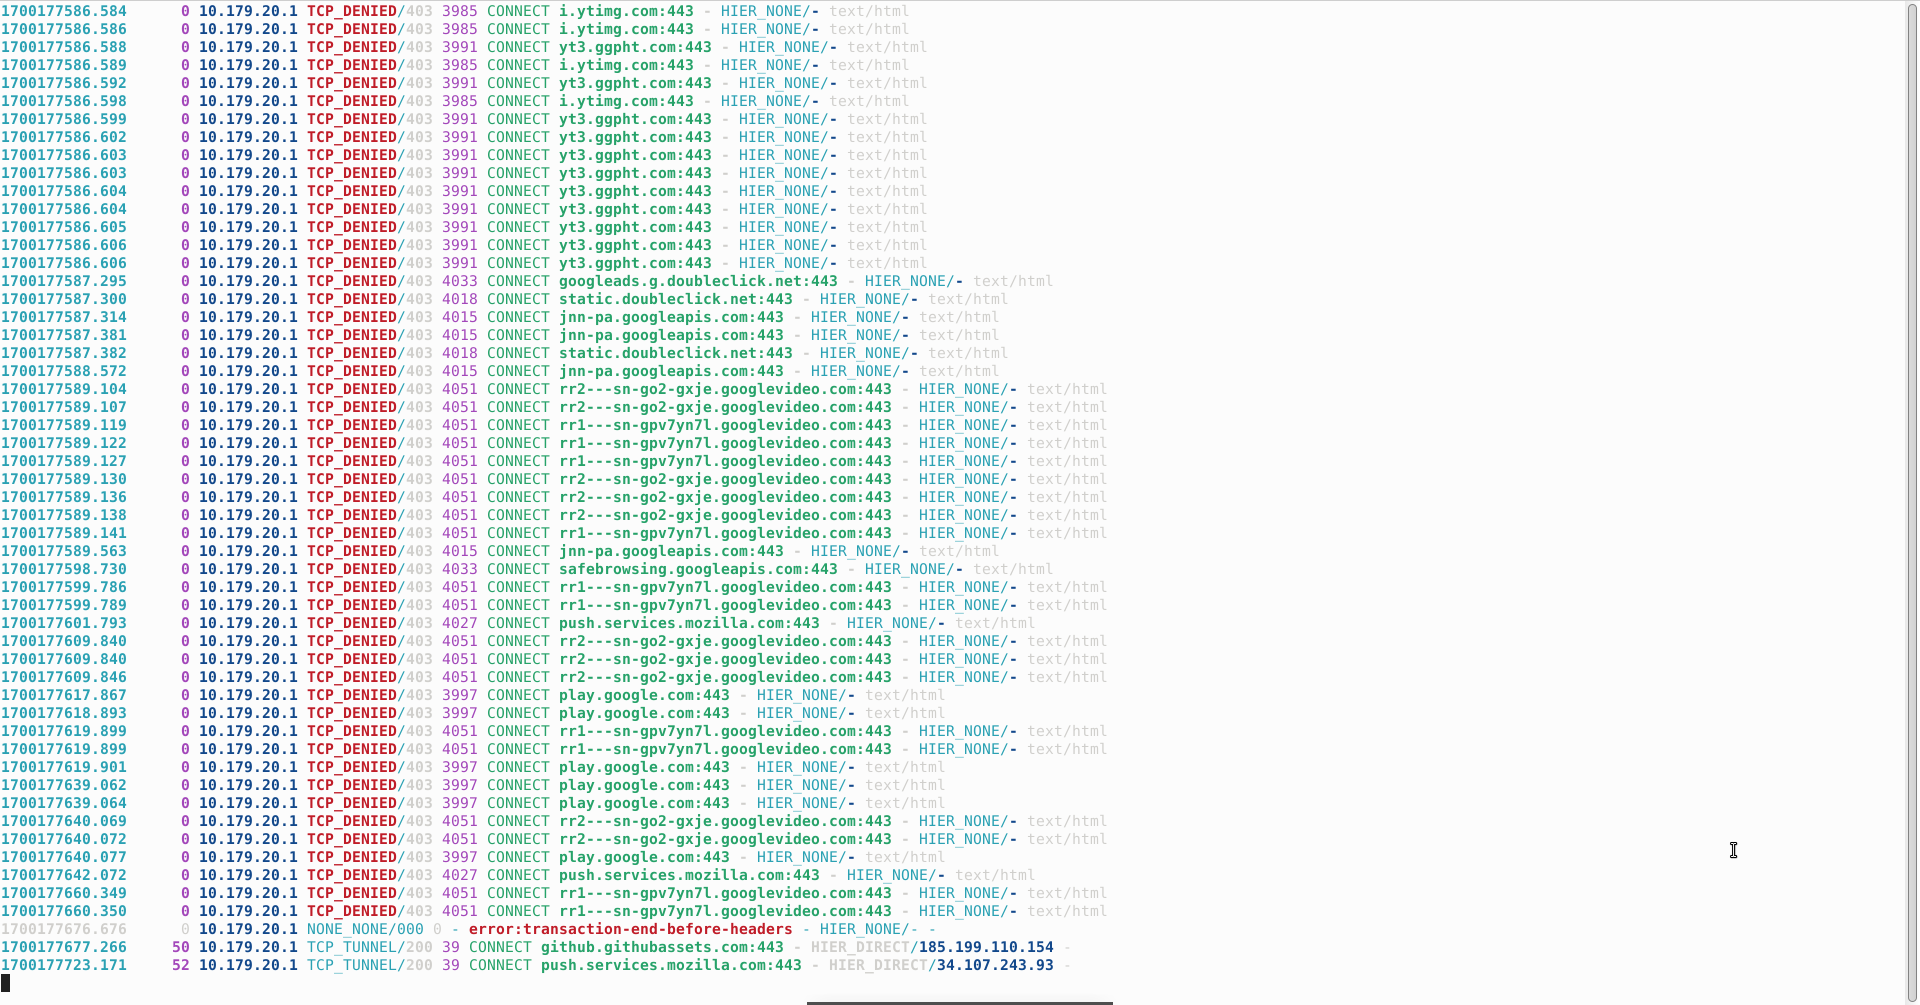 1700177586.584 0 10.179.20.1 TCP_DENIED/403 3985 CONNECT i.ytimg.com:443 - HIER_NONE/- text/html
1700177586.586 0 10.179.20.1 TCP_DENIED/403 3985 CONNECT i.ytimg.com:443 - HIER_NONE/- text/html
1700177586.588 0 10.179.20.1 TCP_DENIED/403 3991 CONNECT yt3.ggpht.com:443 - HIER_NONE/- text/html
1700177586.589 0 10.179.20.1 TCP_DENIED/403 3985 CONNECT i.ytimg.com:443 - HIER_NONE/- text/html
1700177586.592 0 10.179.20.1 TCP_DENIED/403 3991 CONNECT yt3.ggpht.com:443 - HIER_NONE/- text/html
1700177586.598 0 10.179.20.1 TCP_DENIED/403 3985 CONNECT i.ytimg.com:443 - HIER_NONE/- text/html
1700177586.599 0 10.179.20.1 TCP_DENIED/403 3991 CONNECT yt3.ggpht.com:443 - HIER_NONE/- text/html
1700177586.602 0 10.179.20.1 TCP_DENIED/403 3991 CONNECT yt3.ggpht.com:443 - HIER_NONE/- text/html
1700177586.603 0 10.179.20.1 TCP_DENIED/403 3991 CONNECT yt3.ggpht.com:443 - HIER_NONE/- text/html
1700177586.603 0 10.179.20.1 TCP_DENIED/403 3991 CONNECT yt3.ggpht.com:443 - HIER_NONE/- text/html
1700177586.604 0 10.179.20.1 TCP_DENIED/403 3991 CONNECT yt3.ggpht.com:443 - HIER_NONE/- text/html
1700177586.604 0 10.179.20.1 TCP_DENIED/403 3991 CONNECT yt3.ggpht.com:443 - HIER_NONE/- text/html
1700177586.605 0 10.179.20.1 TCP_DENIED/403 3991 CONNECT yt3.ggpht.com:443 - HIER_NONE/- text/html
1700177586.606 0 10.179.20.1 TCP_DENIED/403 3991 CONNECT yt3.ggpht.com:443 - HIER_NONE/- text/html
1700177586.606 0 10.179.20.1 TCP_DENIED/403 3991 CONNECT yt3.ggpht.com:443 - HIER_NONE/- text/html
1700177587.295 0 10.179.20.1 TCP_DENIED/403 4033 CONNECT googleads.g.doubleclick.net:443 - HIER_NONE/- text/html
1700177587.300 0 10.179.20.1 TCP_DENIED/403 4018 CONNECT static.doubleclick.net:443 - HIER_NONE/- text/html
1700177587.314 0 10.179.20.1 TCP_DENIED/403 4015 CONNECT jnn-pa.googleapis.com:443 - HIER_NONE/- text/html
1700177587.381 0 10.179.20.1 TCP_DENIED/403 4015 CONNECT jnn-pa.googleapis.com:443 - HIER_NONE/- text/html
1700177587.382 0 10.179.20.1 TCP_DENIED/403 4018 CONNECT static.doubleclick.net:443 - HIER_NONE/- text/html
1700177588.572 0 10.179.20.1 TCP_DENIED/403 4015 CONNECT jnn-pa.googleapis.com:443 - HIER_NONE/- text/html
1700177589.104 0 10.179.20.1 TCP_DENIED/403 4051 CONNECT rr2---sn-go2-gxje.googlevideo.com:443 - HIER_NONE/- text/html
1700177589.107 0 10.179.20.1 TCP_DENIED/403 4051 CONNECT rr2---sn-go2-gxje.googlevideo.com:443 - HIER_NONE/- text/html
1700177589.119 0 10.179.20.1 TCP_DENIED/403 4051 CONNECT rr1---sn-gpv7yn7l.googlevideo.com:443 - HIER_NONE/- text/html
1700177589.122 0 10.179.20.1 TCP_DENIED/403 4051 CONNECT rr1---sn-gpv7yn7l.googlevideo.com:443 - HIER_NONE/- text/html
1700177589.127 0 10.179.20.1 TCP_DENIED/403 4051 CONNECT rr1---sn-gpv7yn7l.googlevideo.com:443 - HIER_NONE/- text/html
1700177589.130 0 10.179.20.1 TCP_DENIED/403 4051 CONNECT rr2---sn-go2-gxje.googlevideo.com:443 - HIER_NONE/- text/html
1700177589.136 0 10.179.20.1 TCP_DENIED/403 4051 CONNECT rr2---sn-go2-gxje.googlevideo.com:443 - HIER_NONE/- text/html
1700177589.138 0 10.179.20.1 TCP_DENIED/403 4051 CONNECT rr2---sn-go2-gxje.googlevideo.com:443 - HIER_NONE/- text/html
1700177589.141 0 10.179.20.1 TCP_DENIED/403 4051 CONNECT rr1---sn-gpv7yn7l.googlevideo.com:443 - HIER_NONE/- text/html
1700177589.563 0 10.179.20.1 TCP_DENIED/403 4015 CONNECT jnn-pa.googleapis.com:443 - HIER_NONE/- text/html
1700177598.730 0 10.179.20.1 TCP_DENIED/403 4033 CONNECT safebrowsing.googleapis.com:443 - HIER_NONE/- text/html
1700177599.786 0 10.179.20.1 TCP_DENIED/403 4051 CONNECT rr1---sn-gpv7yn7l.googlevideo.com:443 - HIER_NONE/- text/html
1700177599.789 0 10.179.20.1 TCP_DENIED/403 4051 CONNECT rr1---sn-gpv7yn7l.googlevideo.com:443 - HIER_NONE/- text/html
1700177601.793 0 10.179.20.1 TCP_DENIED/403 4027 CONNECT push.services.mozilla.com:443 - HIER_NONE/- text/html
1700177609.840 0 10.179.20.1 TCP_DENIED/403 4051 CONNECT rr2---sn-go2-gxje.googlevideo.com:443 - HIER_NONE/- text/html
1700177609.840 0 10.179.20.1 TCP_DENIED/403 4051 CONNECT rr2---sn-go2-gxje.googlevideo.com:443 - HIER_NONE/- text/html
1700177609.846 0 10.179.20.1 TCP_DENIED/403 4051 CONNECT rr2---sn-go2-gxje.googlevideo.com:443 - HIER_NONE/- text/html
1700177617.867 0 10.179.20.1 TCP_DENIED/403 3997 CONNECT play.google.com:443 - HIER_NONE/- text/html
1700177618.893 0 10.179.20.1 TCP_DENIED/403 3997 CONNECT play.google.com:443 - HIER_NONE/- text/html
1700177619.899 0 10.179.20.1 TCP_DENIED/403 4051 CONNECT rr1---sn-gpv7yn7l.googlevideo.com:443 - HIER_NONE/- text/html
1700177619.899 0 10.179.20.1 TCP_DENIED/403 4051 CONNECT rr1---sn-gpv7yn7l.googlevideo.com:443 - HIER_NONE/- text/html
1700177619.901 0 10.179.20.1 TCP_DENIED/403 3997 CONNECT play.google.com:443 - HIER_NONE/- text/html
1700177639.062 0 10.179.20.1 TCP_DENIED/403 3997 CONNECT play.google.com:443 - HIER_NONE/- text/html
1700177639.064 0 10.179.20.1 TCP_DENIED/403 3997 CONNECT play.google.com:443 - HIER_NONE/- text/html
1700177640.069 0 10.179.20.1 TCP_DENIED/403 4051 CONNECT rr2---sn-go2-gxje.googlevideo.com:443 - HIER_NONE/- text/html
1700177640.072 0 10.179.20.1 TCP_DENIED/403 4051 CONNECT rr2---sn-go2-gxje.googlevideo.com:443 - HIER_NONE/- text/html
1700177640.077 0 10.179.20.1 TCP_DENIED/403 3997 CONNECT play.google.com:443 - HIER_NONE/- text/html
1700177642.072 0 10.179.20.1 TCP_DENIED/403 4027 CONNECT push.services.mozilla.com:443 - HIER_NONE/- text/html
1700177660.349 0 10.179.20.1 TCP_DENIED/403 4051 CONNECT rr1---sn-gpv7yn7l.googlevideo.com:443 - HIER_NONE/- text/html
1700177660.350 0 10.179.20.1 TCP_DENIED/403 4051 CONNECT rr1---sn-gpv7yn7l.googlevideo.com:443 - HIER_NONE/- text/html
1700177676.676 0 10.179.20.1 NONE_NONE/000 0 - error:transaction-end-before-headers - HIER_NONE/- -
1700177677.266 50 10.179.20.1 TCP_TUNNEL/200 39 CONNECT github.githubassets.com:443 - HIER_DIRECT/185.199.110.154 -
1700177723.171 52 10.179.20.1 TCP_TUNNEL/200 39 CONNECT push.services.mozilla.com:443 - HIER_DIRECT/34.107.243.93 -